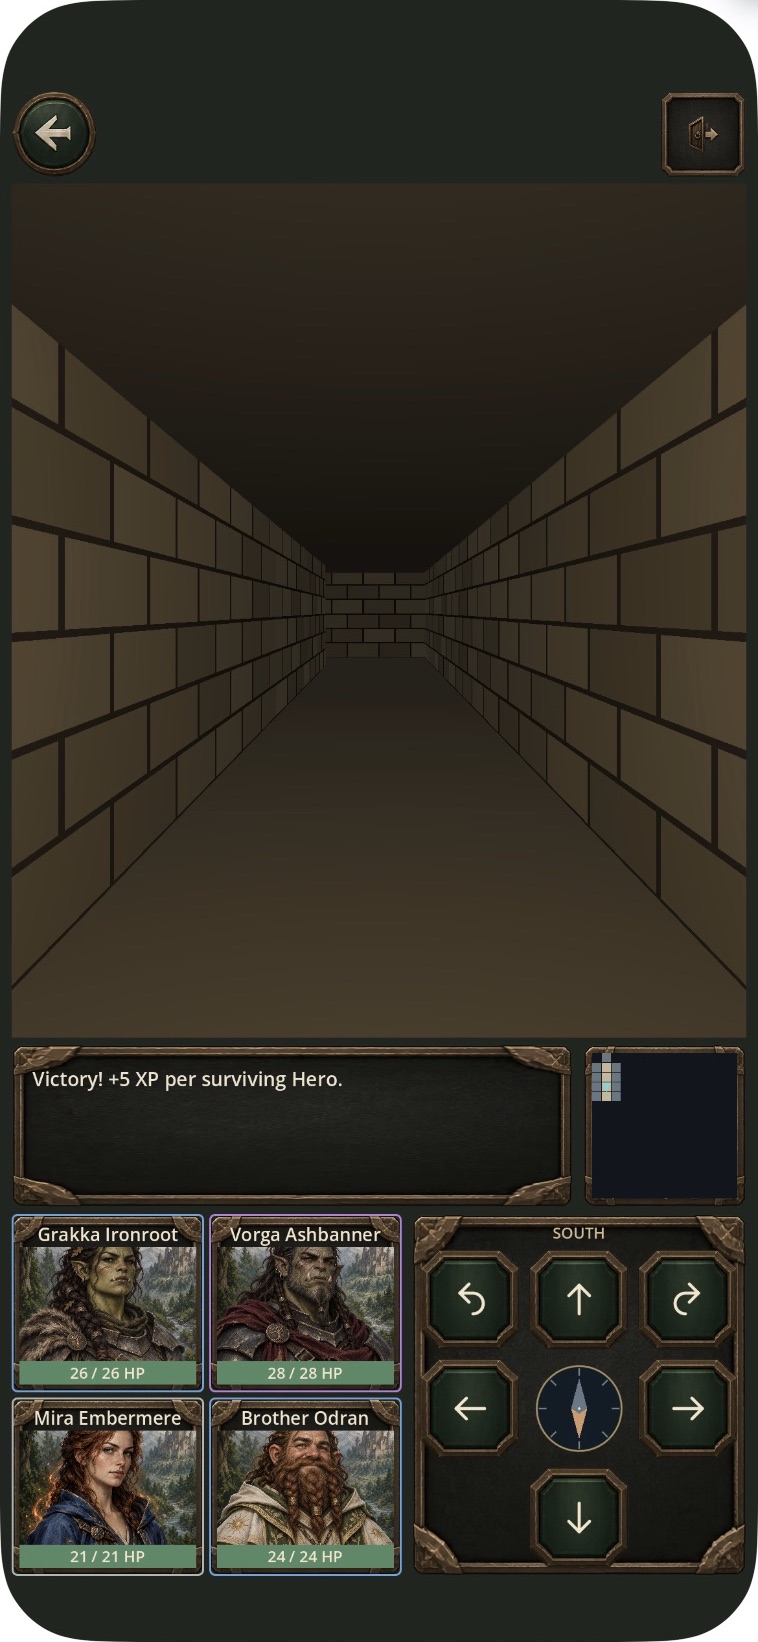 Victory! +5 XP per surviving Hero.
Grakka Ironroot
Vorga Ashbanner
26 / 26 HP
28 / 28 HP
Mira Embermere
Brother Odran
21 / 21 HP
24 / 24 HP
SOUTH